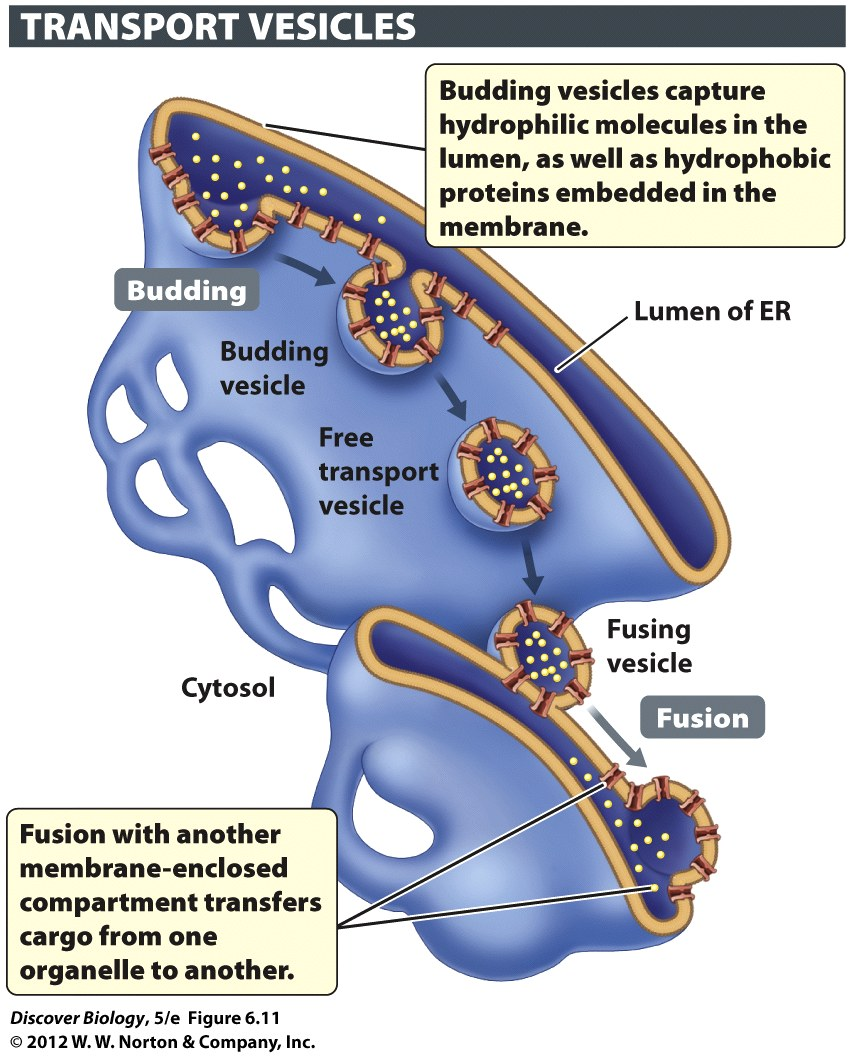 TRANSPORT VESICLES
Budding vesicles capture
hydrophilic molecules in the
lumen, as well as hydrophobic
proteins embedded in the
membrane.
Budding
Lumen of ER
Budding
vesicle
Free
transport
vesicle
Fusing
vesicle
Cytosol
Fusion
Fusion with another
membrane-enclosed
compartment transfers
cargo from one
organelle to another.
Discover Biology, 5/e Figure 6.11
© 2012 W. W. Norton & Company, Inc.